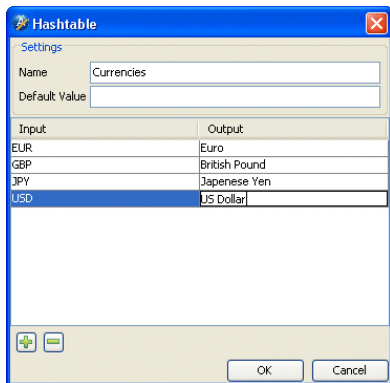 Hashtable
Settings
Name Currencies
Default Value
Input Output
EUR Euro
GBP British Pound
JPY Japenese Yen
USD US Dollar
OK Cancel